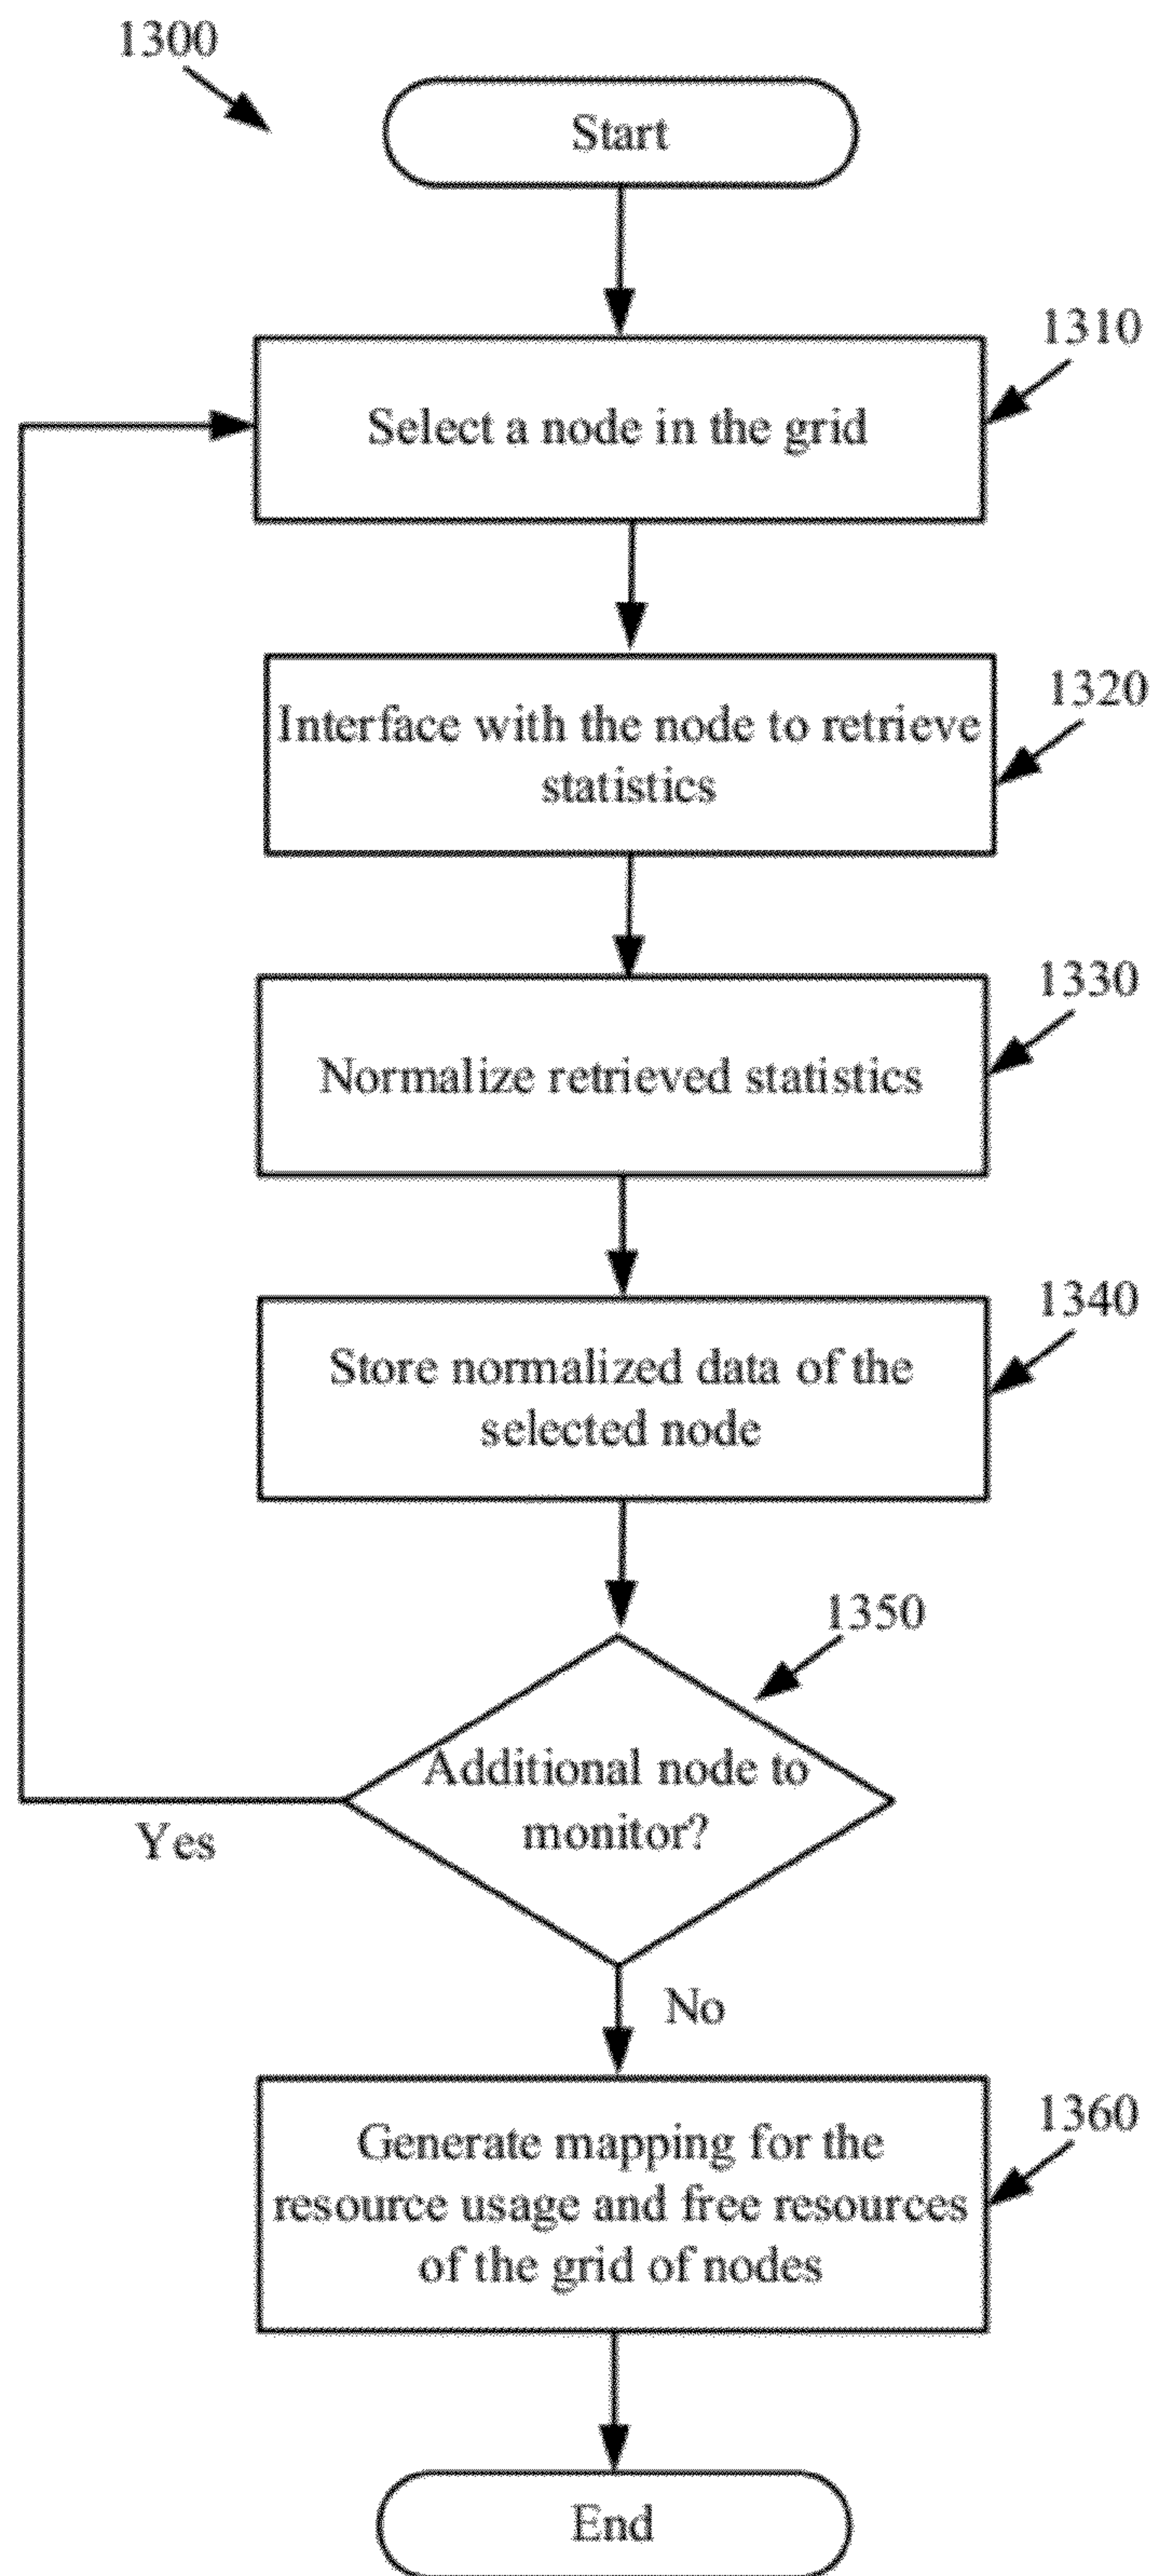 1300
Start
1310
Select a node in the grid
1320
Interface with the node to retrieve
statistics
1330
Normalize retrieved statistics
1340
Store normalized data of the
selected node
1350
Additional node to
monitor?
Yes
No
1360
Generate mapping for the
resource usage and free resources
of the grid of nodes
End